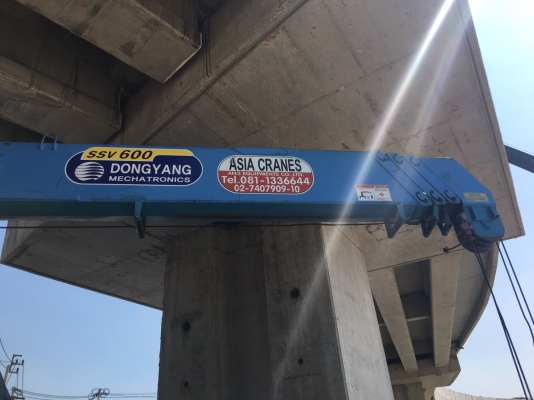 SSV 600
DONGYANG
MECHATRONICS
ASIA CRANES
AND EQUIPMENTS CO.,LTD.
Tel.081-1336644
02-7407909-10